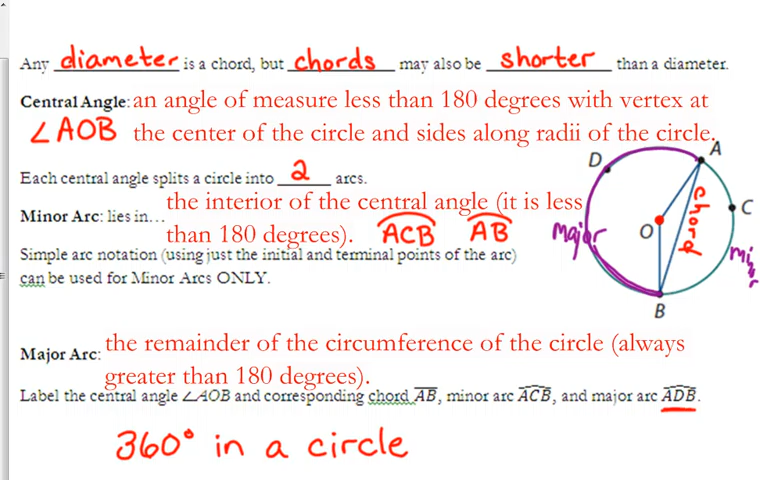 Any diameter is a chord, but chords may also be shorter than a diameter.
Central Angle: an angle of measure less than 180 degrees with vertex at
∠AOB the center of the circle and sides along radii of the circle.
Each central angle splits a circle into 2 arcs.
Minor Arc: lies in... the interior of the central angle (it is less
than 180 degrees). ACB AB
Simple arc notation (using just the initial and terminal points of the arc)
can be used for Minor Arcs ONLY.
Major Arc: the remainder of the circumference of the circle (always
greater than 180 degrees).
Label the central angle ∠AOB and corresponding chord AB, minor arc ACB, and major arc ADB.
360° in a circle
D
A
C
O
B
chord
Major